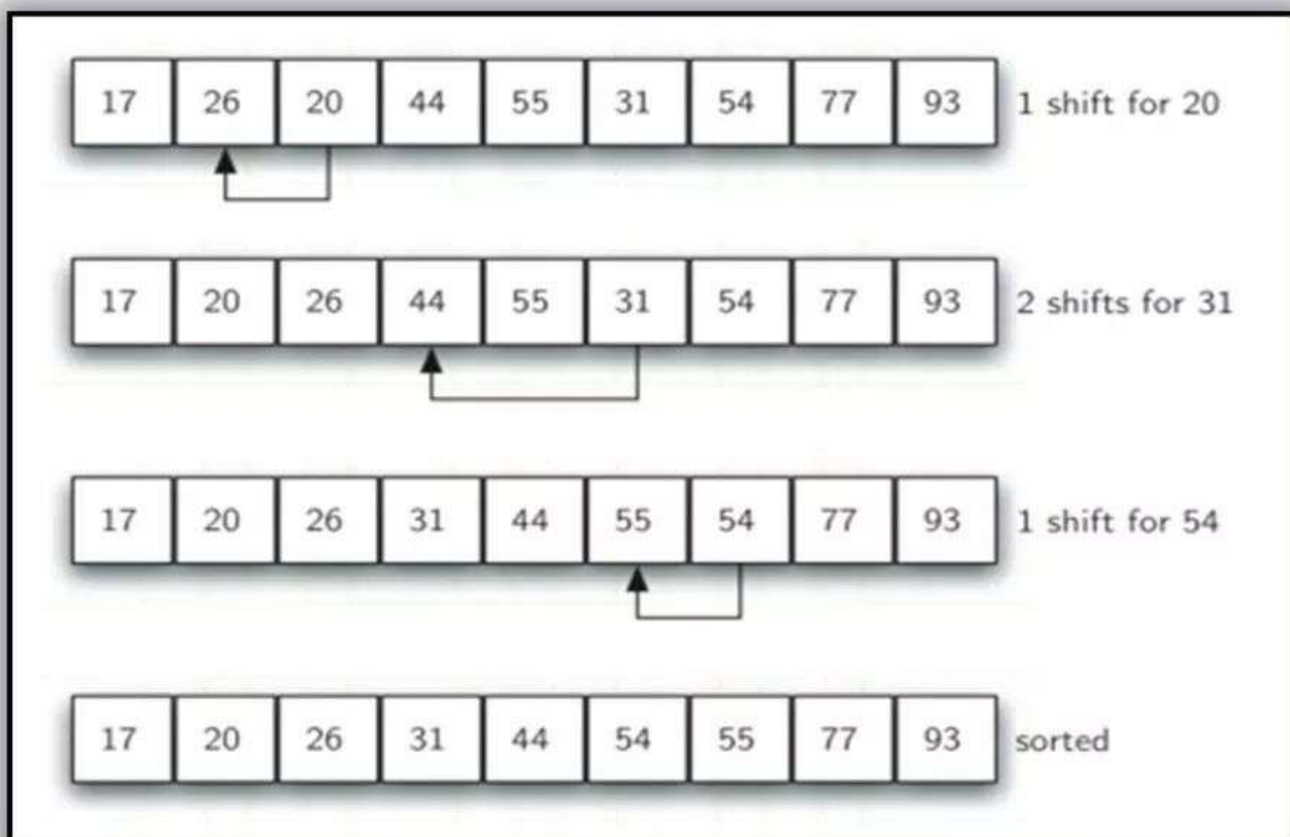 17 26 20 44 55 31 54 77 93 1 shift for 20
17 20 26 44 55 31 54 77 93 2 shifts for 31
17 20 26 31 44 55 54 77 93 1 shift for 54
17 20 26 31 44 54 55 77 93 sorted